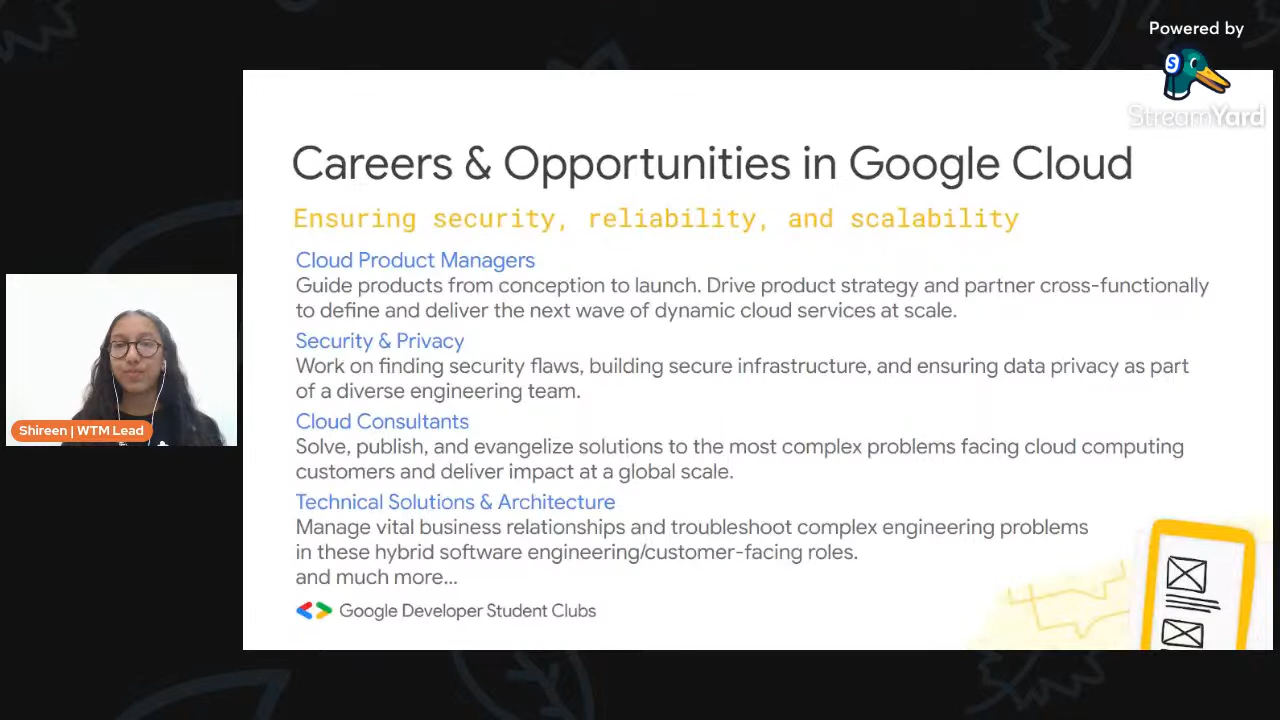 Powered by
StreamYard
Careers & Opportunities in Google Cloud
Ensuring security, reliability, and scalability
Cloud Product Managers
Guide products from conception to launch. Drive product strategy and partner cross-functionally
to define and deliver the next wave of dynamic cloud services at scale.
Security & Privacy
Work on finding security flaws, building secure infrastructure, and ensuring data privacy as part
of a diverse engineering team.
Cloud Consultants
Solve, publish, and evangelize solutions to the most complex problems facing cloud computing
customers and deliver impact at a global scale.
Technical Solutions & Architecture
Manage vital business relationships and troubleshoot complex engineering problems
in these hybrid software engineering/customer-facing roles.
and much more...
Google Developer Student Clubs
Shireen | WTM Lead